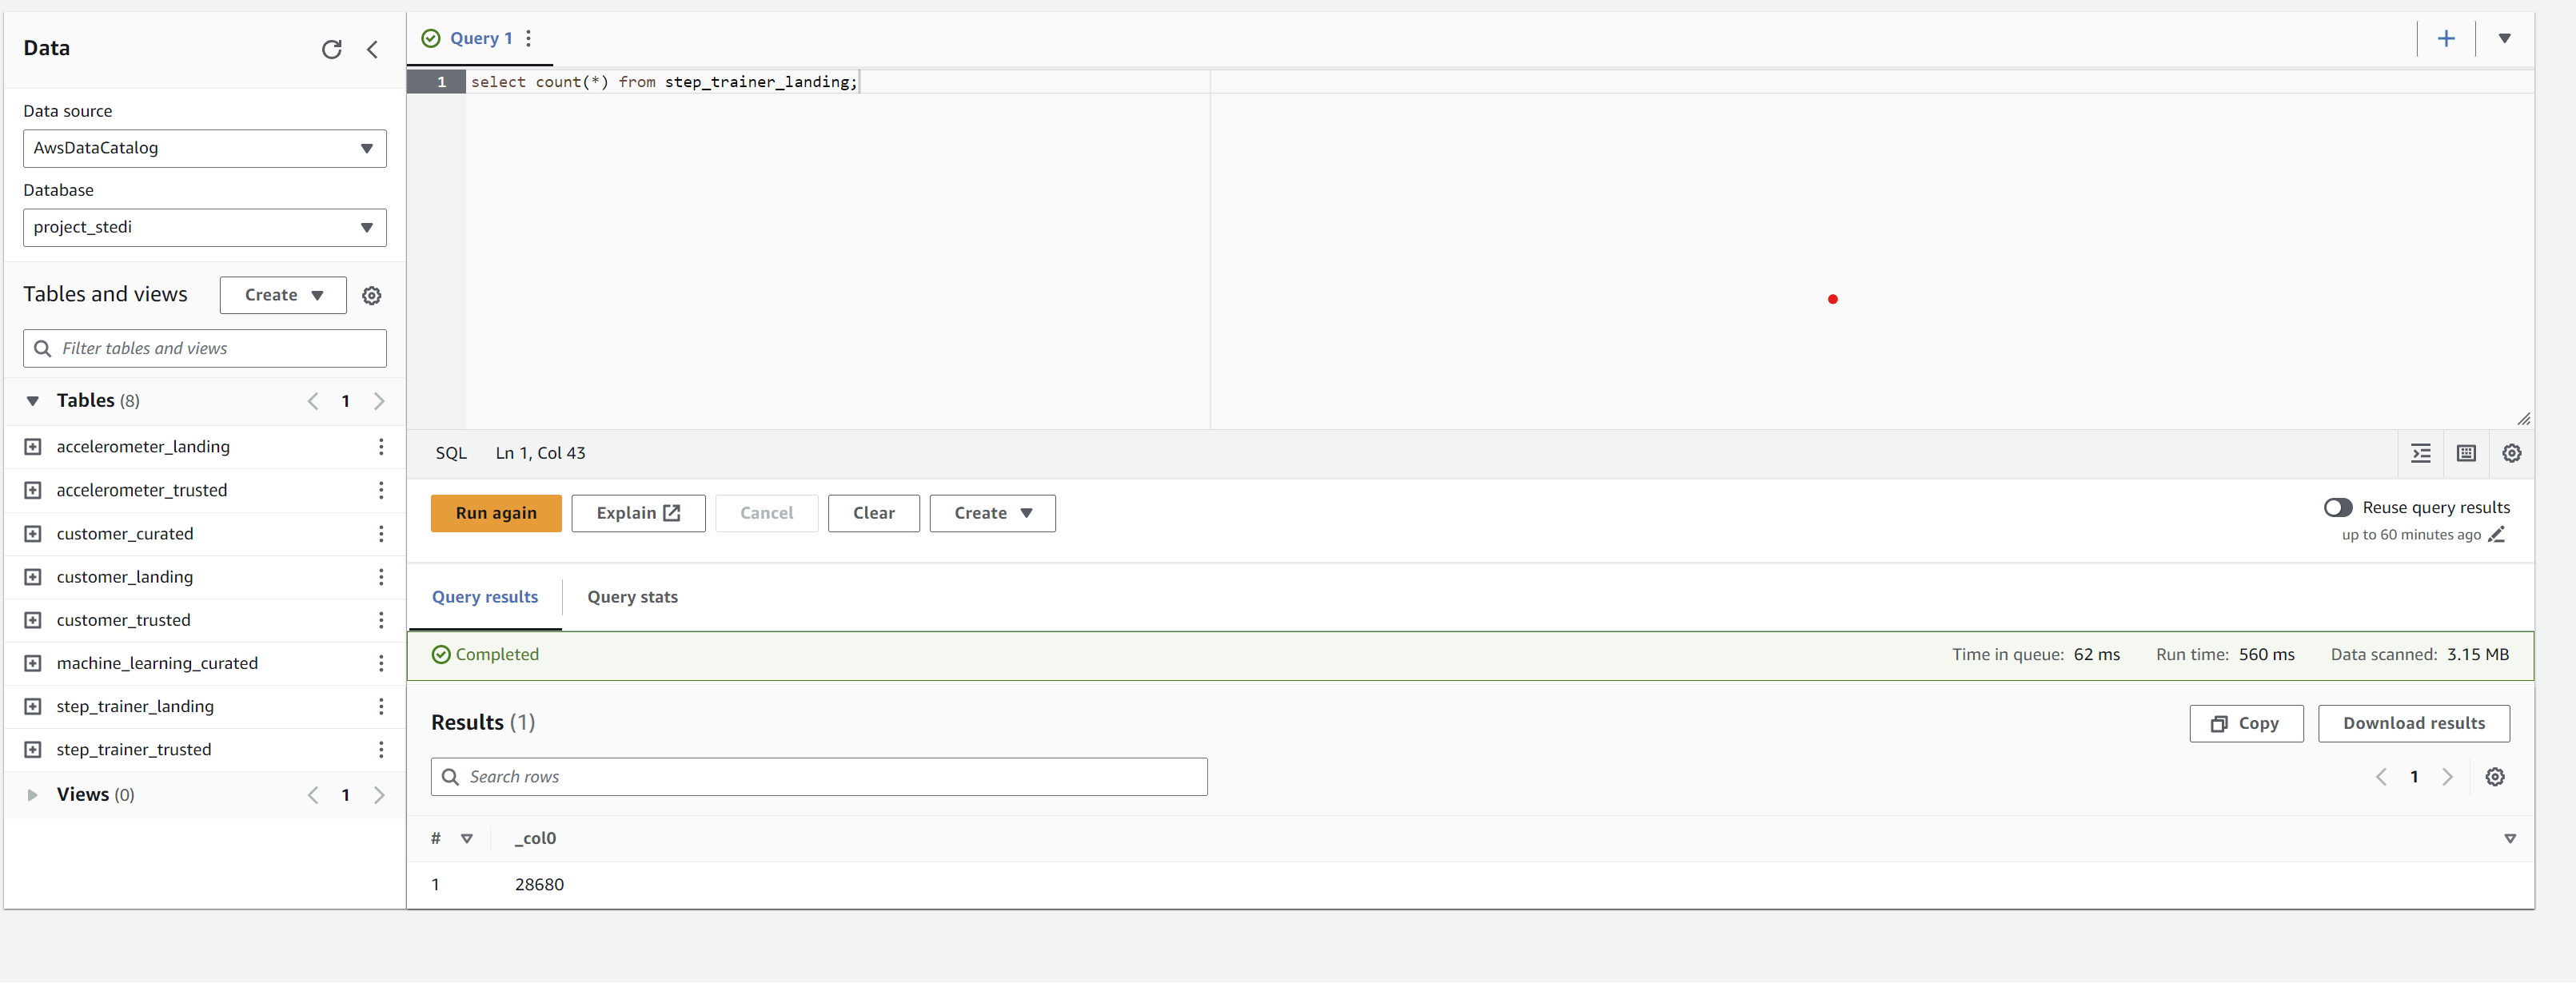 Data
Data source
AwsDataCatalog
Database
project_stedi
Tables and views
Create
Filter tables and views
Tables (8)
1
accelerometer_landing
accelerometer_trusted
customer_curated
customer_landing
customer_trusted
machine_learning_curated
step_trainer_landing
step_trainer_trusted
Views (0)
1
Query 1
1 select count(*) from step_trainer_landing;
SQL Ln 1, Col 43
Run again Explain Cancel Clear Create
Reuse query results
up to 60 minutes ago
Query results Query stats
Completed Time in queue: 62 ms Run time: 560 ms Data scanned: 3.15 MB
Results (1) Copy Download results
Search rows
1
# _col0
1 28680